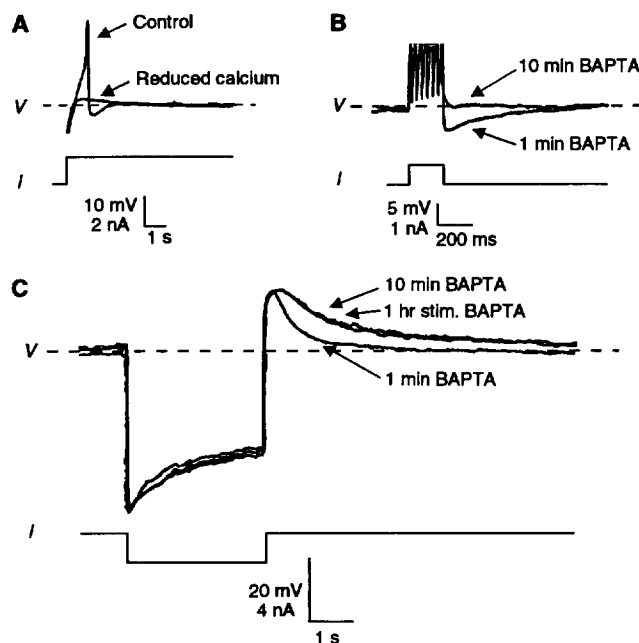 A
Control
Reduced calcium
V
I
10 mV
2 nA
1 s
B
10 min BAPTA
V
1 min BAPTA
I
5 mV
1 nA
200 ms
C
10 min BAPTA
1 hr stim. BAPTA
V
1 min BAPTA
I
20 mV
4 nA
1 s